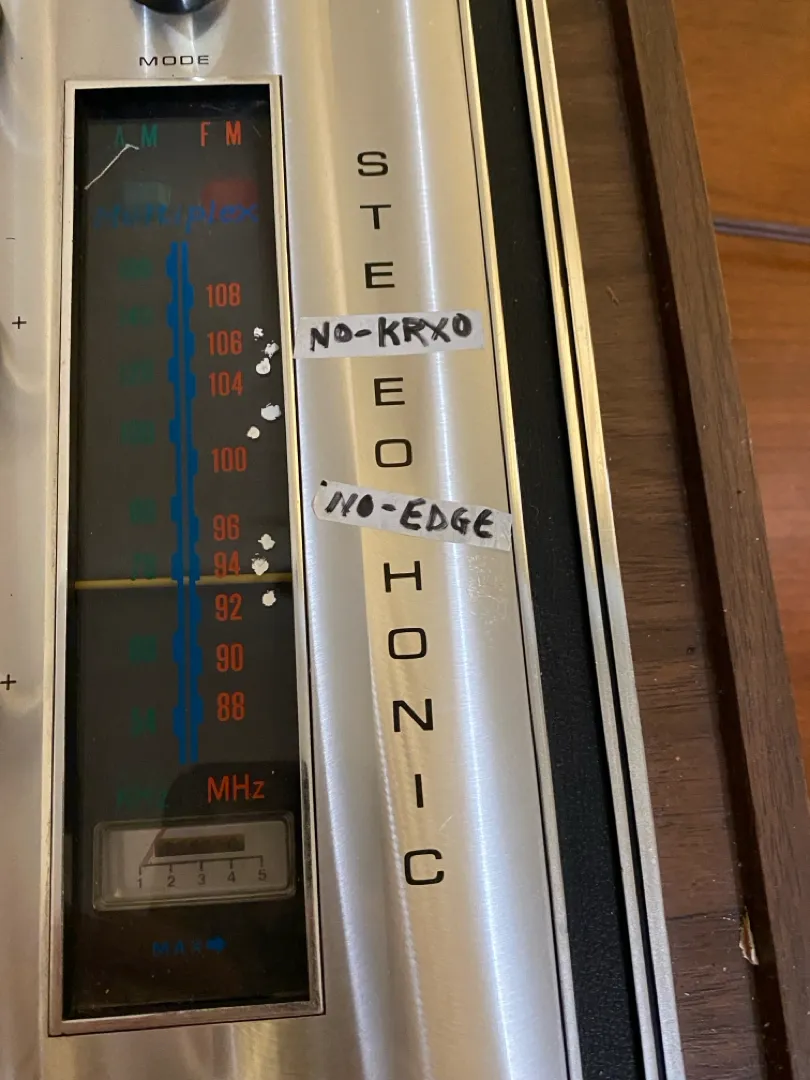 MODE
AM FM
Multiplex
108
106
104
100
96
94
92
90
88
MHz
1 2 3 4 5
MAX
S
T
E
NO-KRXO
E
O
NO-EDGE
H
O
N
I
C
+
+